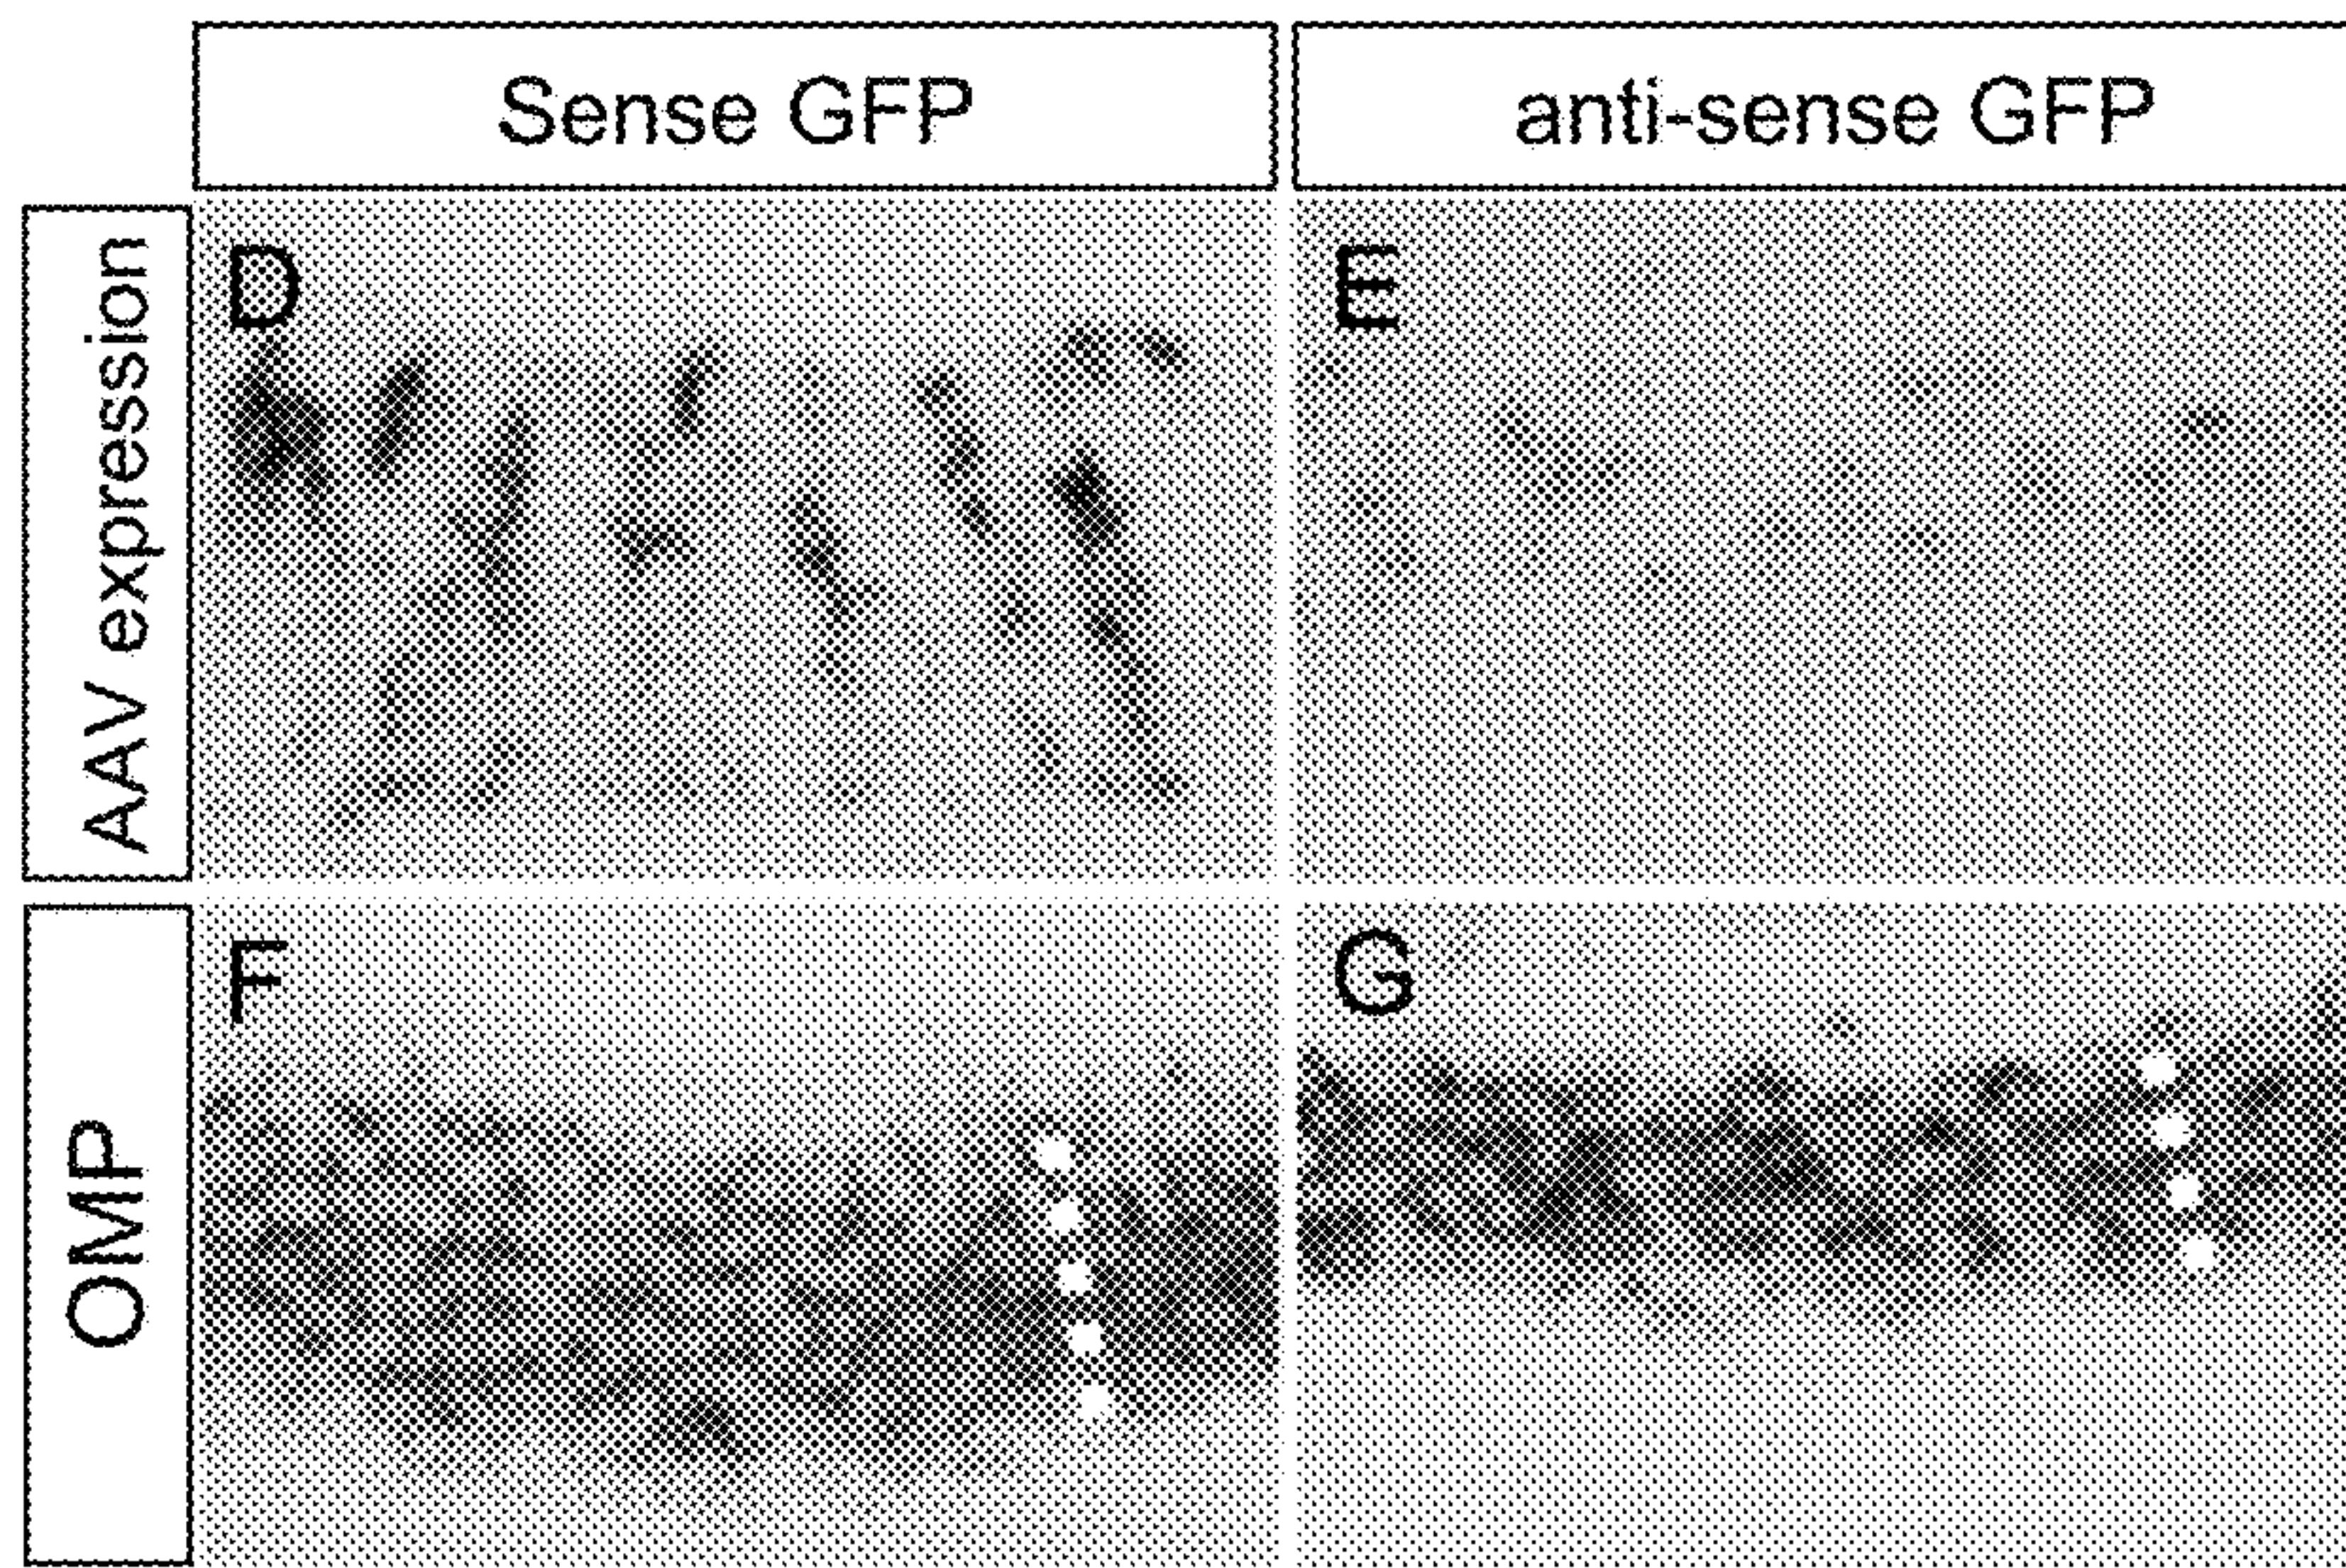 Sense GFP
anti-sense GFP
AAV expression
D
E
OMP
F
G